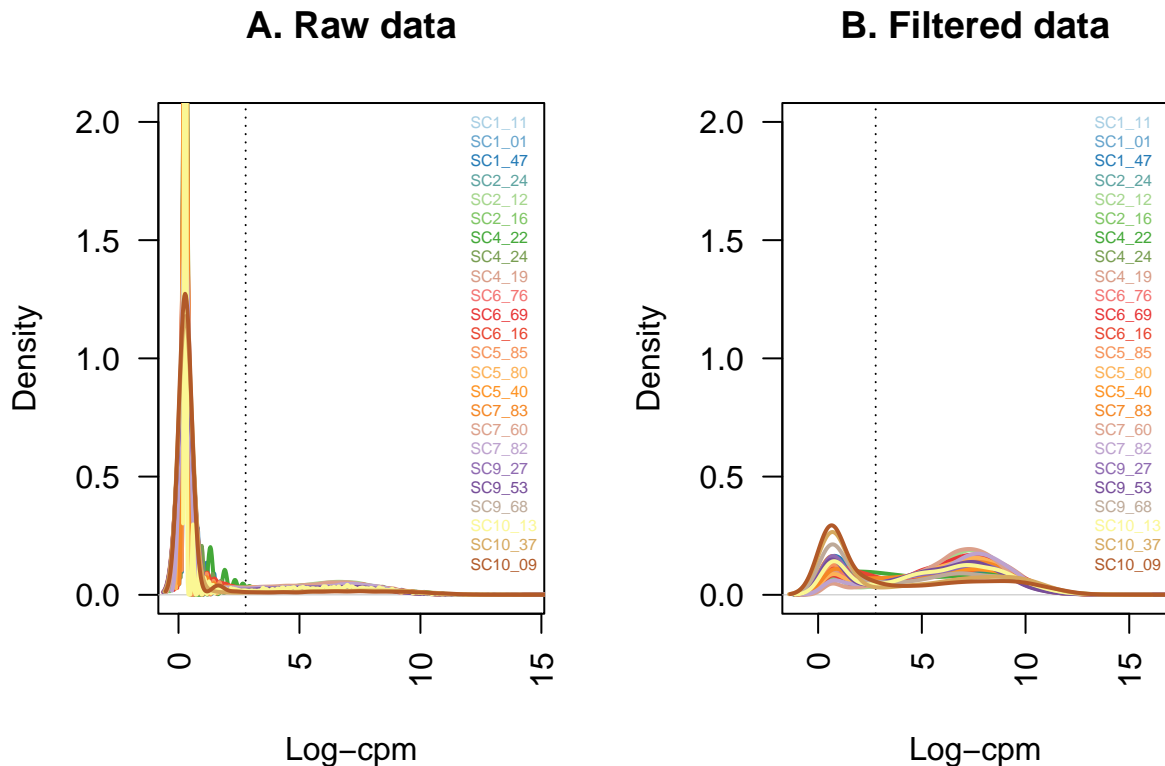 A. Raw data
Density
2.0
1.5
1.0
0.5
0.0
SC1_11
SC1_01
SC1_47
SC2_24
SC2_12
SC2_16
SC4_22
SC4_24
SC4_19
SC6_76
SC6_69
SC6_16
SC5_85
SC5_80
SC5_40
SC7_83
SC7_60
SC7_82
SC9_27
SC9_53
SC9_68
SC10_13
SC10_37
SC10_09
0
5
10
15
Log−cpm
B. Filtered data
Density
2.0
1.5
1.0
0.5
0.0
SC1_11
SC1_01
SC1_47
SC2_24
SC2_12
SC2_16
SC4_22
SC4_24
SC4_19
SC6_76
SC6_69
SC6_16
SC5_85
SC5_80
SC5_40
SC7_83
SC7_60
SC7_82
SC9_27
SC9_53
SC9_68
SC10_13
SC10_37
SC10_09
0
5
10
15
Log−cpm